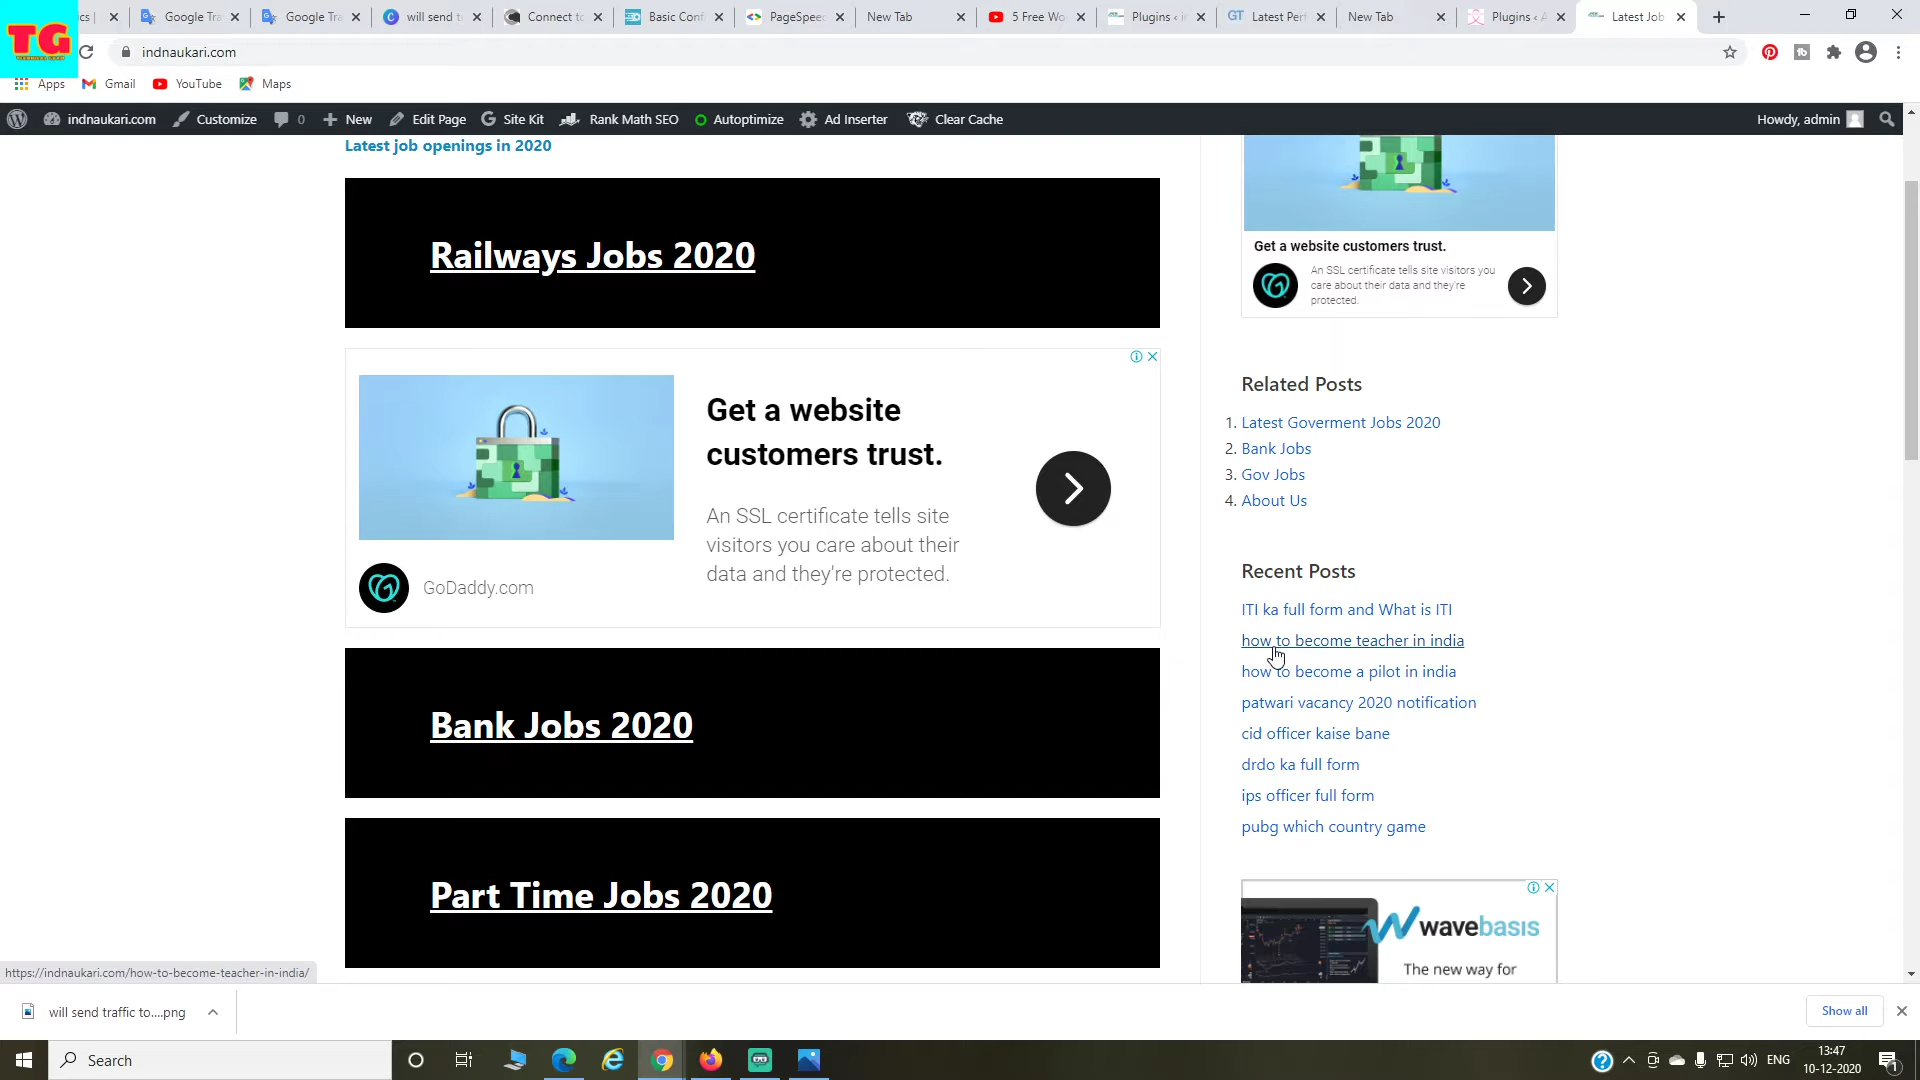 TG
ics
Google Tra
Google Tra
will send t
Connect to
Basic Conf
PageSpeed
New Tab
5 Free Wo
Plugins ‹ i
GT Latest Perf
New Tab
Plugins ‹ A
Latest Job
indnaukari.com
Apps
Gmail
YouTube
Maps
indnaukari.com
Customize
0
New
Edit Page
Site Kit
Rank Math SEO
Autoptimize
Ad Inserter
Clear Cache
Howdy, admin
Latest job openings in 2020
Railways Jobs 2020
Get a website
customers trust.
An SSL certificate tells site
visitors you care about their
data and they're protected.
GoDaddy.com
Bank Jobs 2020
Part Time Jobs 2020
Get a website customers trust.
An SSL certificate tells site visitors you
care about their data and they're
protected.
Related Posts
1. Latest Goverment Jobs 2020
2. Bank Jobs
3. Gov Jobs
4. About Us
Recent Posts
ITI ka full form and What is ITI
how to become teacher in india
how to become a pilot in india
patwari vacancy 2020 notification
cid officer kaise bane
drdo ka full form
ips officer full form
pubg which country game
wavebasis
The new way for
https://indnaukari.com/how-to-become-teacher-in-india/
will send traffic to....png
Show all
Search
ENG
13:47
10-12-2020
1